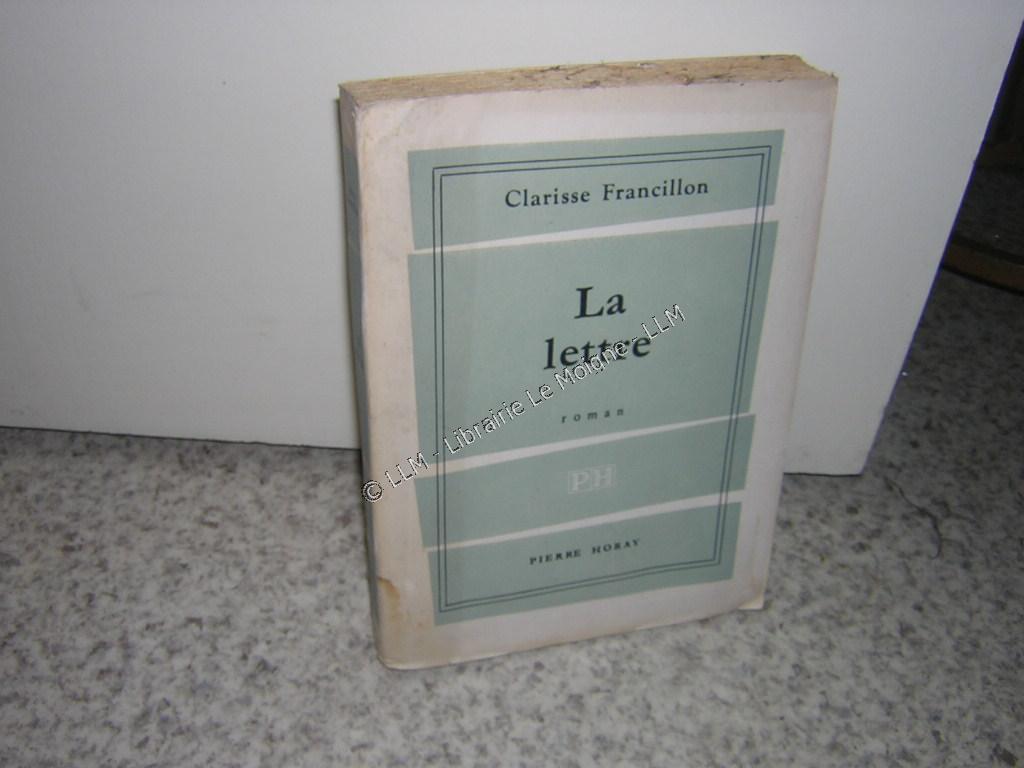 Clarisse Francillon
La
lettre
roman
PH
PIERRE HORAY
© LLM - Librairie Le Moigne - LLM